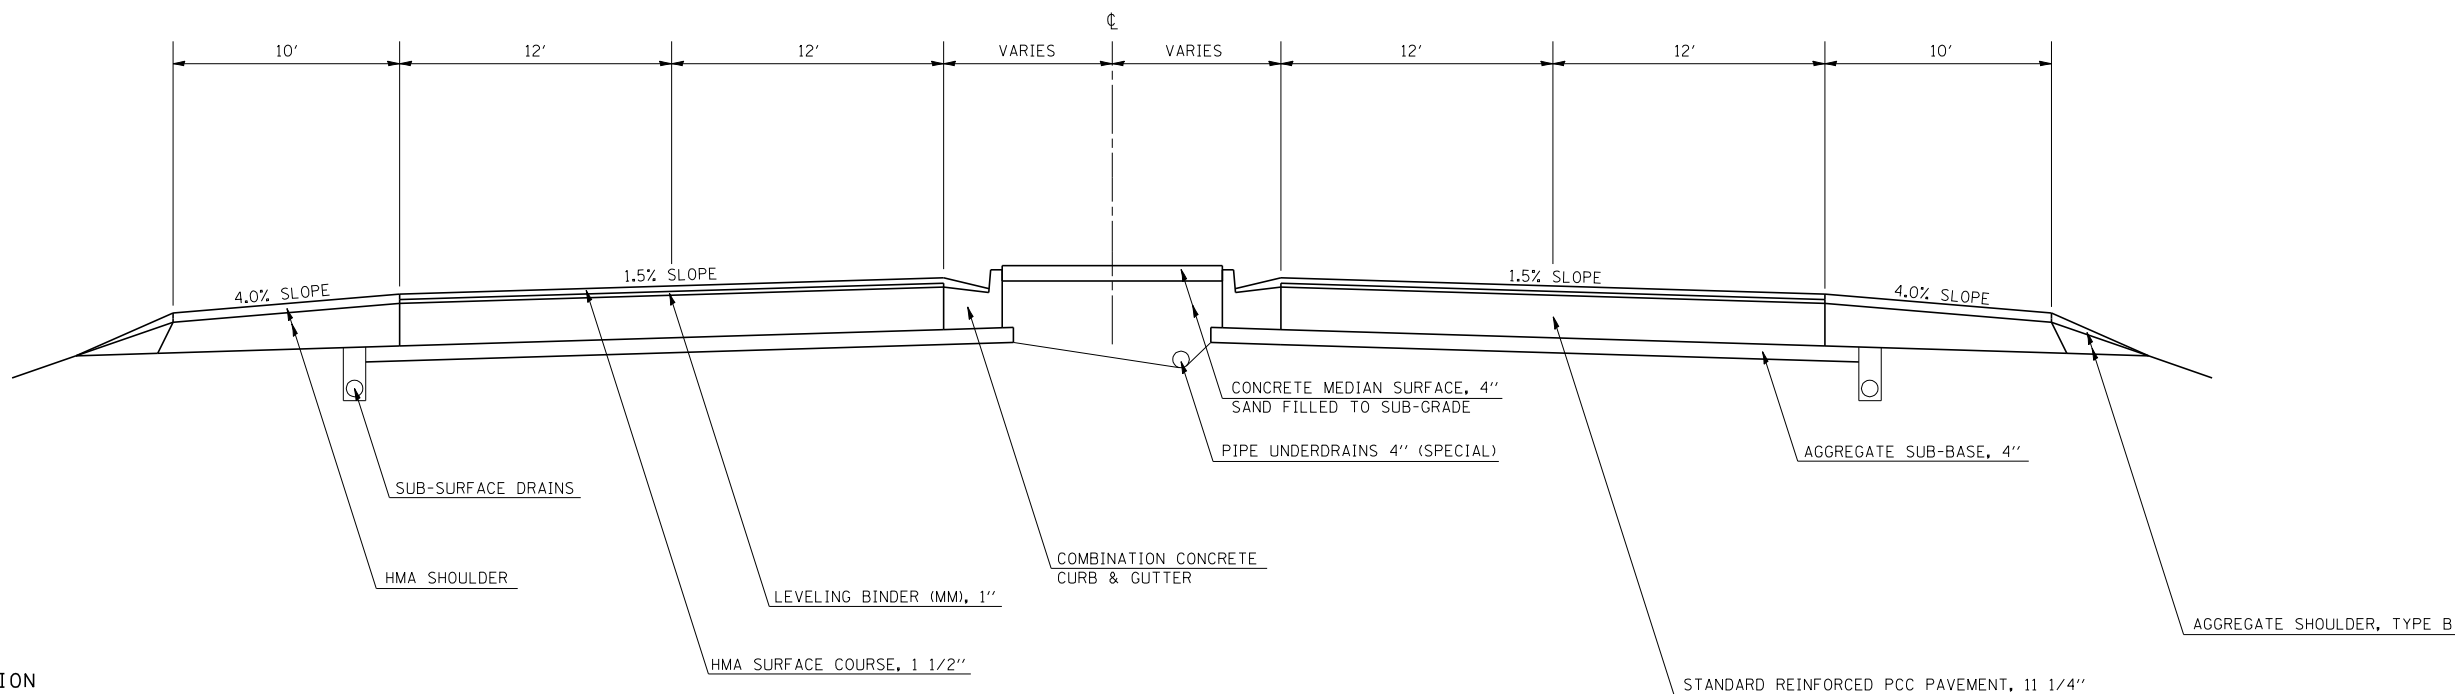 ℄
10' 12' 12' VARIES VARIES 12' 12' 10'
4.0% SLOPE 1.5% SLOPE 1.5% SLOPE 4.0% SLOPE
CONCRETE MEDIAN SURFACE, 4''
SAND FILLED TO SUB-GRADE
PIPE UNDERDRAINS 4'' (SPECIAL)
AGGREGATE SUB-BASE, 4''
SUB-SURFACE DRAINS
COMBINATION CONCRETE
CURB & GUTTER
HMA SHOULDER
LEVELING BINDER (MM), 1''
AGGREGATE SHOULDER, TYPE B
HMA SURFACE COURSE, 1 1/2''
STANDARD REINFORCED PCC PAVEMENT, 11 1/4''
ION